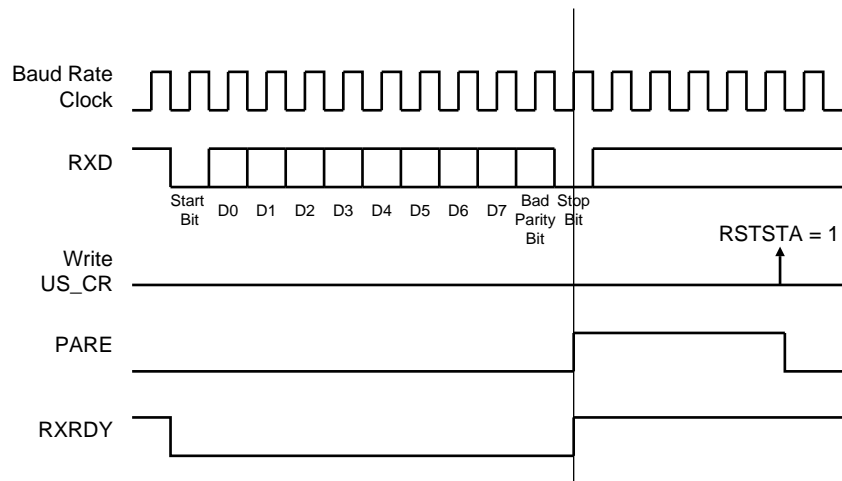 Baud Rate
Clock
RXD
Start
Bit
D0
D1
D2
D3
D4
D5
D6
D7
Bad
Parity
Bit
Stop
Bit
RSTSTA = 1
Write
US_CR
PARE
RXRDY